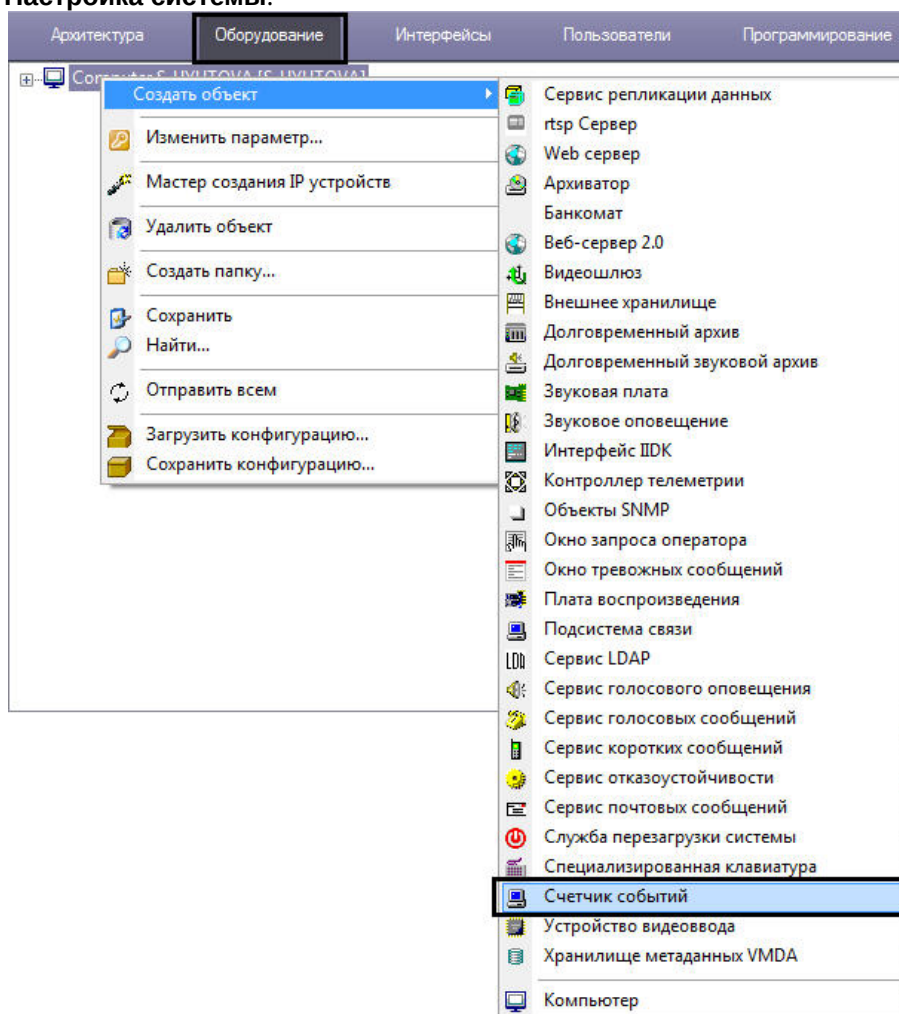 Настройка системы.
Архитектура Оборудование Интерфейсы Пользователи Программирование
Computer S-UYUTOVA [S-UYUTOVA]
Создать объект
Изменить параметр...
Мастер создания IP устройств
Удалить объект
Создать папку...
Сохранить
Найти...
Отправить всем
Загрузить конфигурацию...
Сохранить конфигурацию...
Сервис репликации данных
rtsp Сервер
Web сервер
Архиватор
Банкомат
Веб-сервер 2.0
Видеошлюз
Внешнее хранилище
Долговременный архив
Долговременный звуковой архив
Звуковая плата
Звуковое оповещение
Интерфейс IIDK
Контроллер телеметрии
Объекты SNMP
Окно запроса оператора
Окно тревожных сообщений
Плата воспроизведения
Подсистема связи
Сервис LDAP
Сервис голосового оповещения
Сервис голосовых сообщений
Сервис коротких сообщений
Сервис отказоустойчивости
Сервис почтовых сообщений
Служба перезагрузки системы
Специализированная клавиатура
Счетчик событий
Устройство видеоввода
Хранилище метаданных VMDA
Компьютер